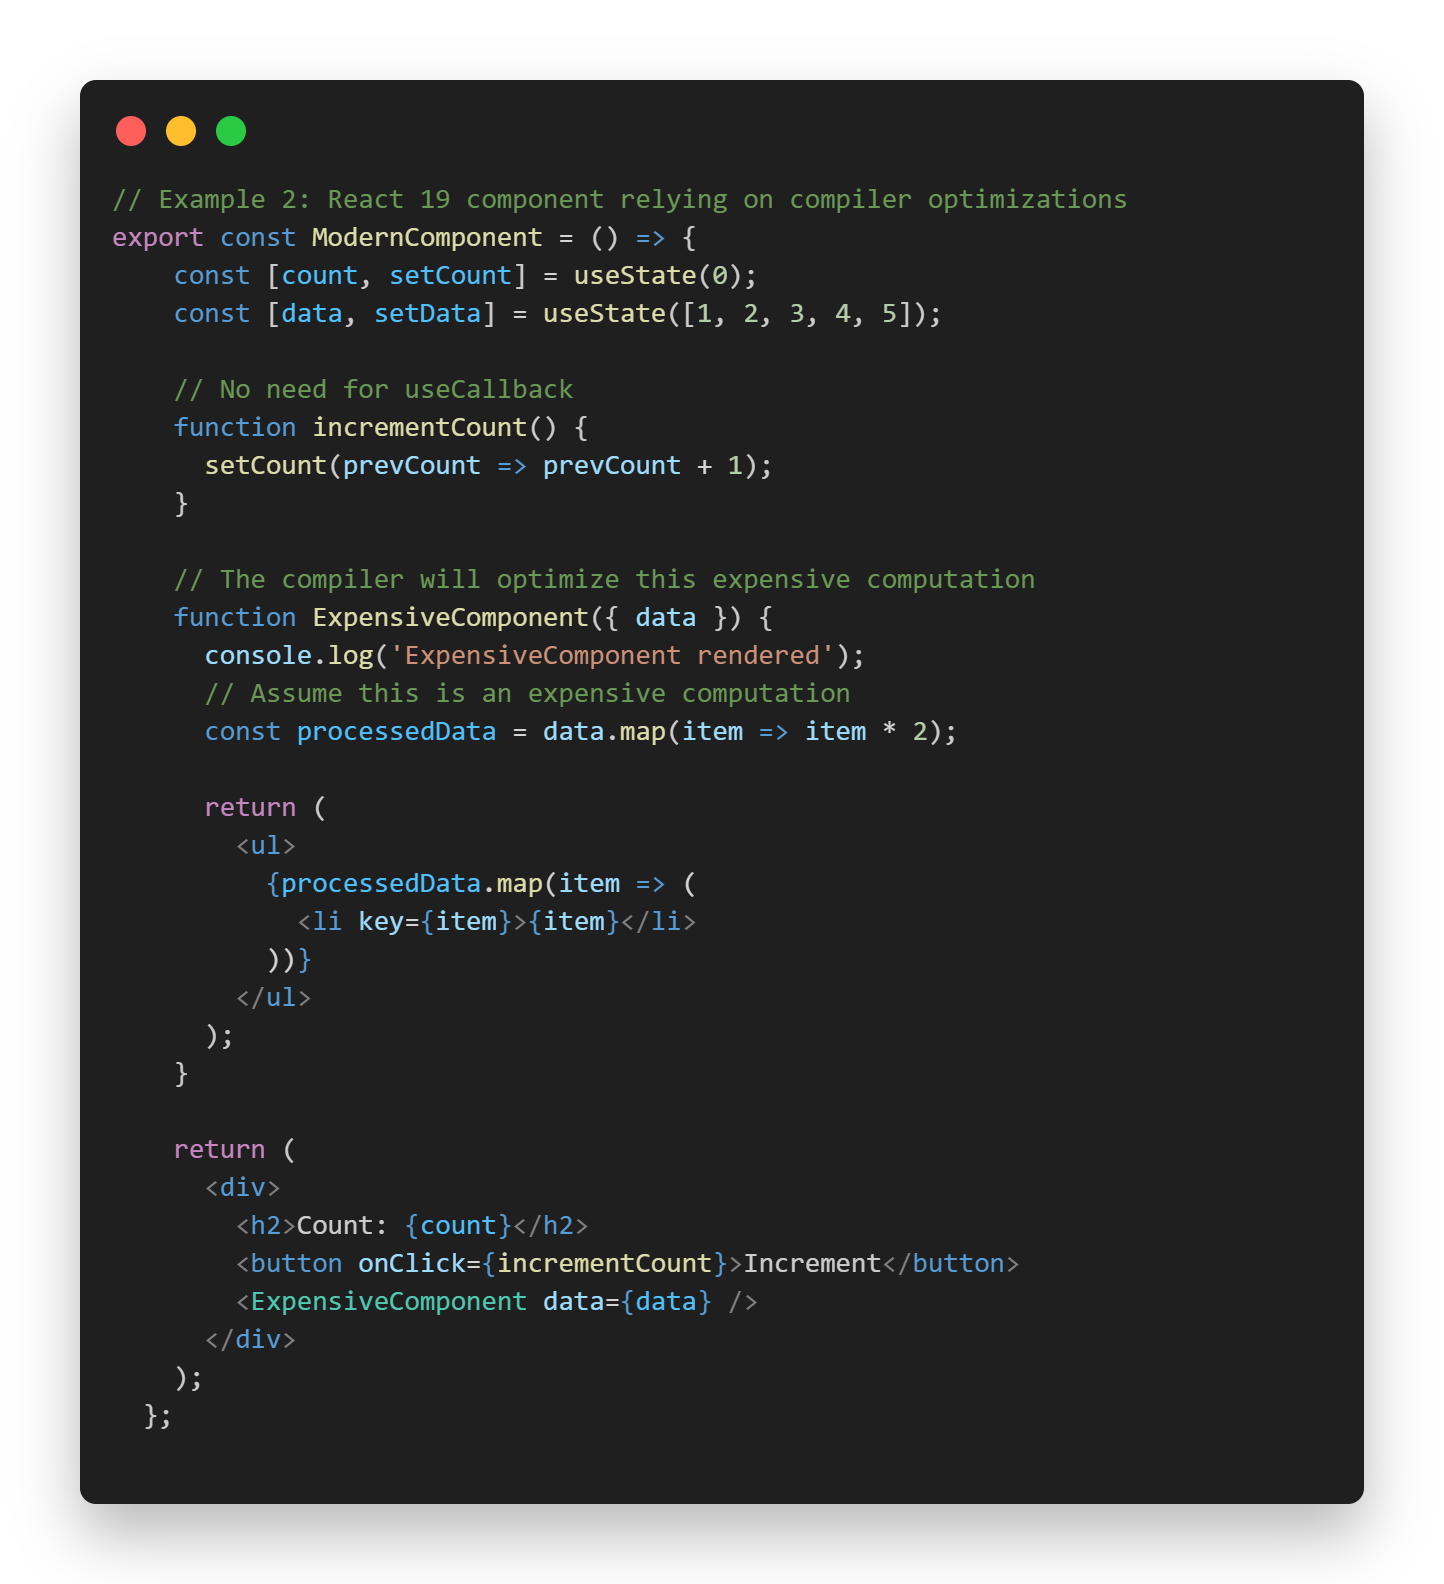 // Example 2: React 19 component relying on compiler optimizations
export const ModernComponent = () => {
    const [count, setCount] = useState(0);
    const [data, setData] = useState([1, 2, 3, 4, 5]);

    // No need for useCallback
    function incrementCount() {
      setCount(prevCount => prevCount + 1);
    }

    // The compiler will optimize this expensive computation
    function ExpensiveComponent({ data }) {
      console.log('ExpensiveComponent rendered');
      // Assume this is an expensive computation
      const processedData = data.map(item => item * 2);

      return (
        <ul>
          {processedData.map(item => (
            <li key={item}>{item}</li>
          ))}
        </ul>
      );
    }

    return (
      <div>
        <h2>Count: {count}</h2>
        <button onClick={incrementCount}>Increment</button>
        <ExpensiveComponent data={data} />
      </div>
    );
  };